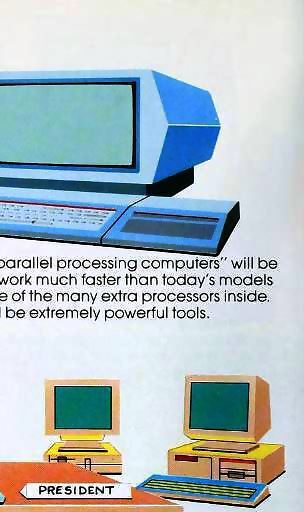 parallel processing computers" will be
work much faster than today's models
e of the many extra processors inside.
l be extremely powerful tools.
PRESIDENT